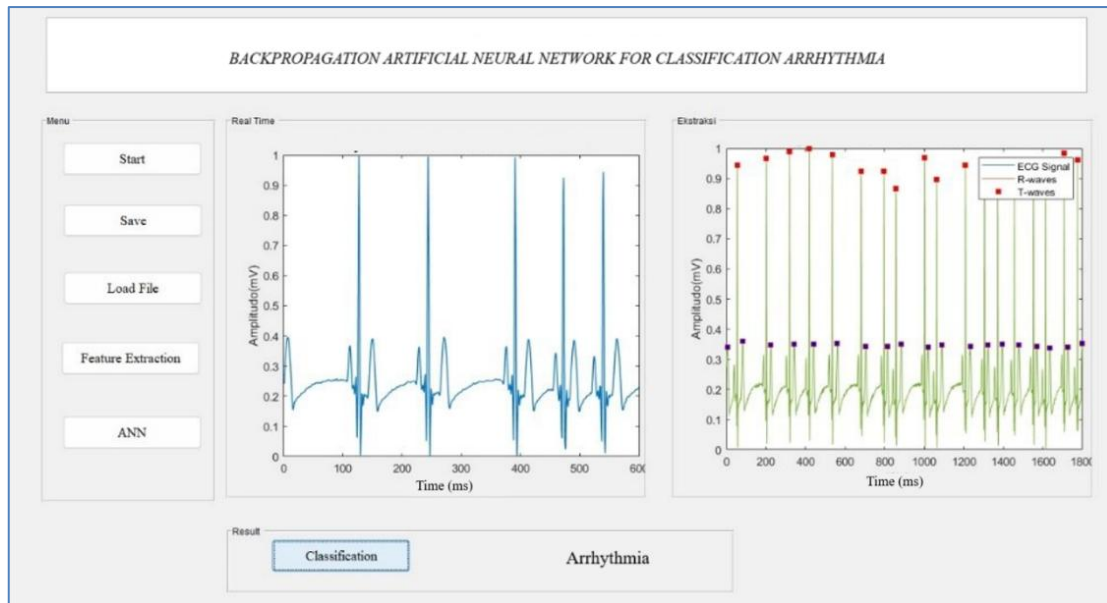 BACKPROPAGATION ARTIFICIAL NEURAL NETWORK FOR CLASSIFICATION ARRHYTHMIA
Menu
Start
Save
Load File
Feature Extraction
ANN
Real Time
1
0.9
0.8
0.7
0.6
0.5
0.4
0.3
0.2
0.1
0
Amplitudo(mV)
0 100 200 300 400 500 600
Time (ms)
Ekstraksi
1
0.9
0.8
0.7
0.6
0.5
0.4
0.3
0.2
0.1
0
Amplitudo(mV)
ECG Signal
R-waves
T-waves
0 200 400 600 800 1000 1200 1400 1600 1800
Time (ms)
Result
Classification
Arrhythmia